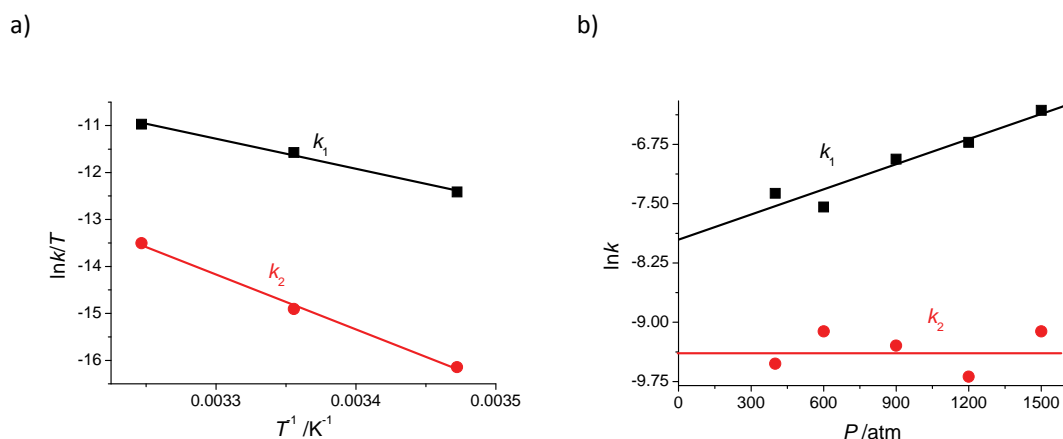 a)
b)
-11
-12
-13
-14
-15
-16
ln k/T
k₁
k₂
0.0033
0.0034
0.0035
T⁻¹ /K⁻¹
-6.75
-7.50
-8.25
-9.00
-9.75
ln k
k₁
k₂
0
300
600
900
1200
1500
P /atm